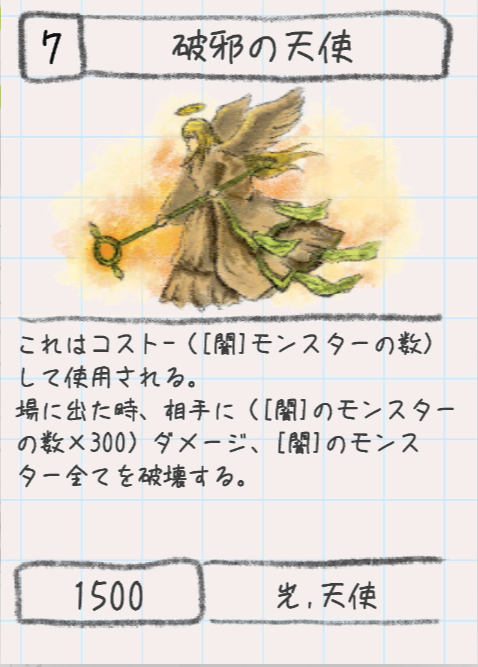 7
破邪の天使
これはコストー([闇]モンスターの数)
して使用される。
場に出た時、相手に([闇]のモンスター
の数×300)ダメージ、[闇]のモンス
ター全てを破壊する。
1500
光,天使